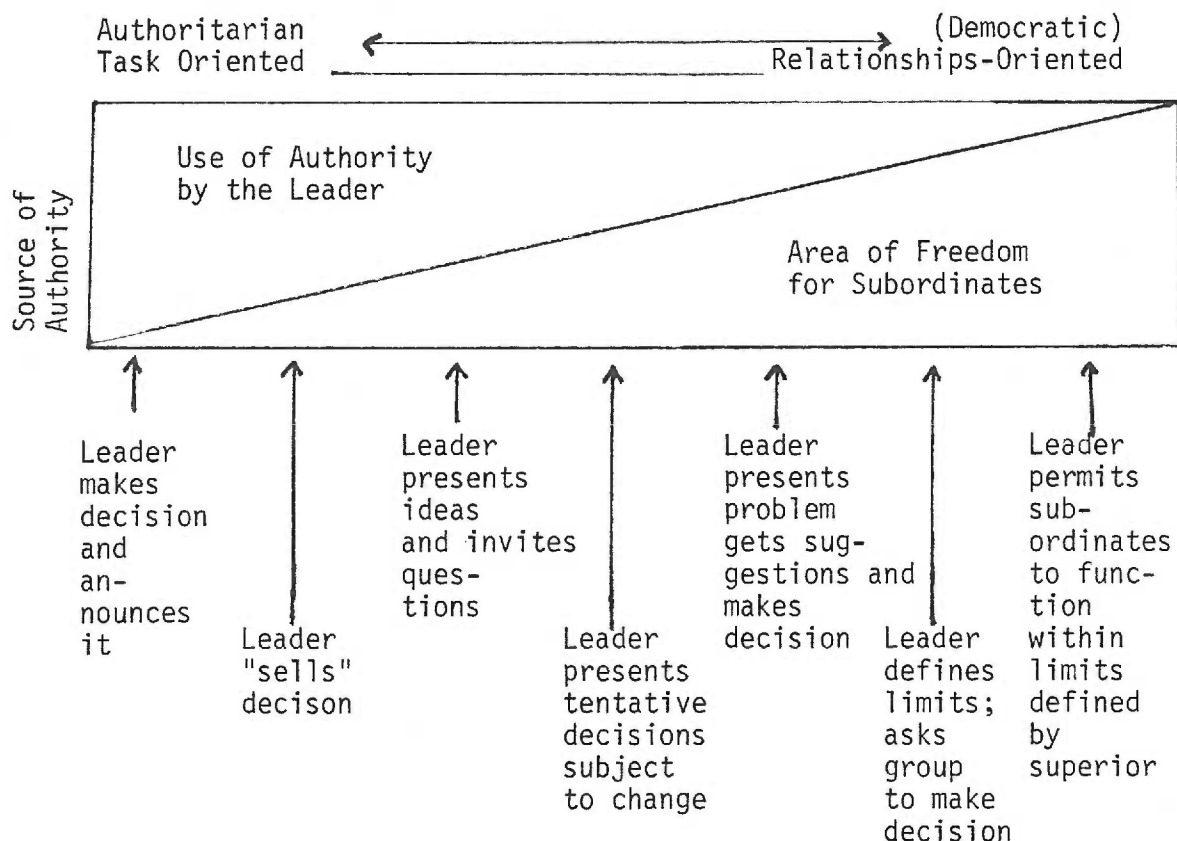 Authoritarian
Task Oriented
(Democratic)
Relationships-Oriented
Source of
Authority
Use of Authority
by the Leader
Area of Freedom
for Subordinates
Leader
makes
decision
and
an-
nounces
it
Leader
"sells"
decison
Leader
presents
ideas
and invites
ques-
tions
Leader
presents
tentative
decisions
subject
to change
Leader
presents
problem
gets sug-
gestions and
makes
decision
Leader
defines
limits;
asks
group
to make
decision
Leader
permits
sub-
ordinates
to func-
tion
within
limits
defined
by
superior